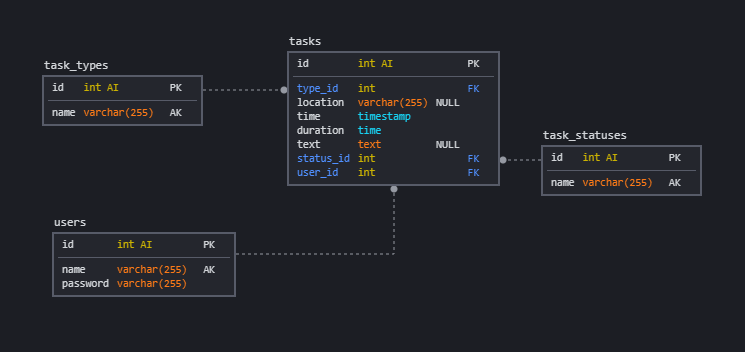 task_types
id int AI PK
name varchar(255) AK
tasks
id int AI PK
type_id int FK
location varchar(255) NULL
time timestamp
duration time
text text NULL
status_id int FK
user_id int FK
task_statuses
id int AI PK
name varchar(255) AK
users
id int AI PK
name varchar(255) AK
password varchar(255)